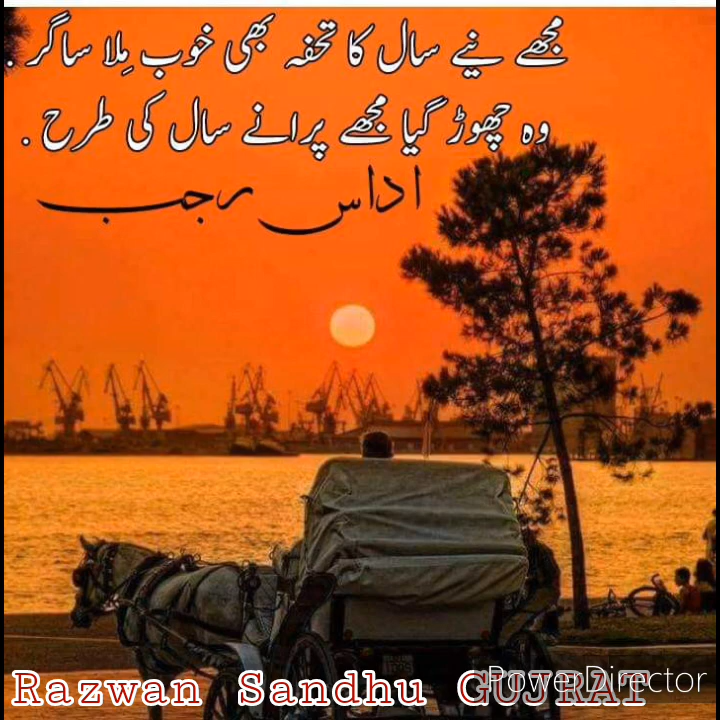 مجھے نیے سال کا تحفہ بھی خوب مِلا ساگر .
وہ چھوڑ گیا مجھے پرانے سال کی طرح .
اداس رجب
Razwan Sandhu GUJRAT
PowerDirector